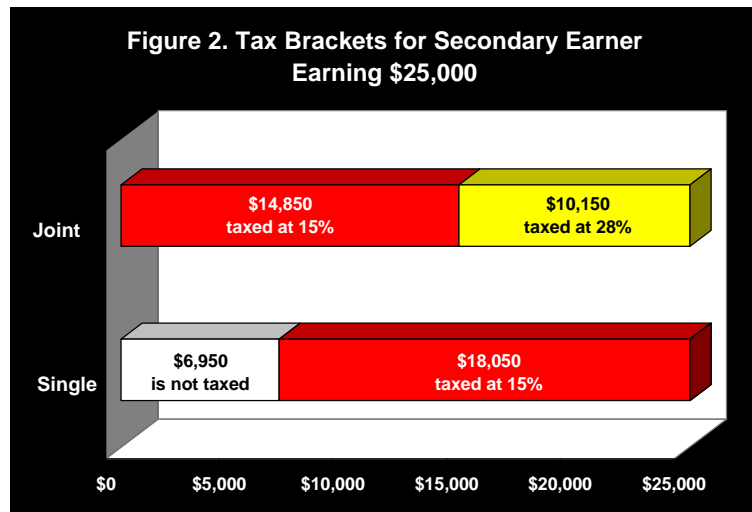 Figure 2. Tax Brackets for Secondary Earner
Earning $25,000
Joint
$14,850
taxed at 15%
$10,150
taxed at 28%
Single
$6,950
is not taxed
$18,050
taxed at 15%
$0 $5,000 $10,000 $15,000 $20,000 $25,000